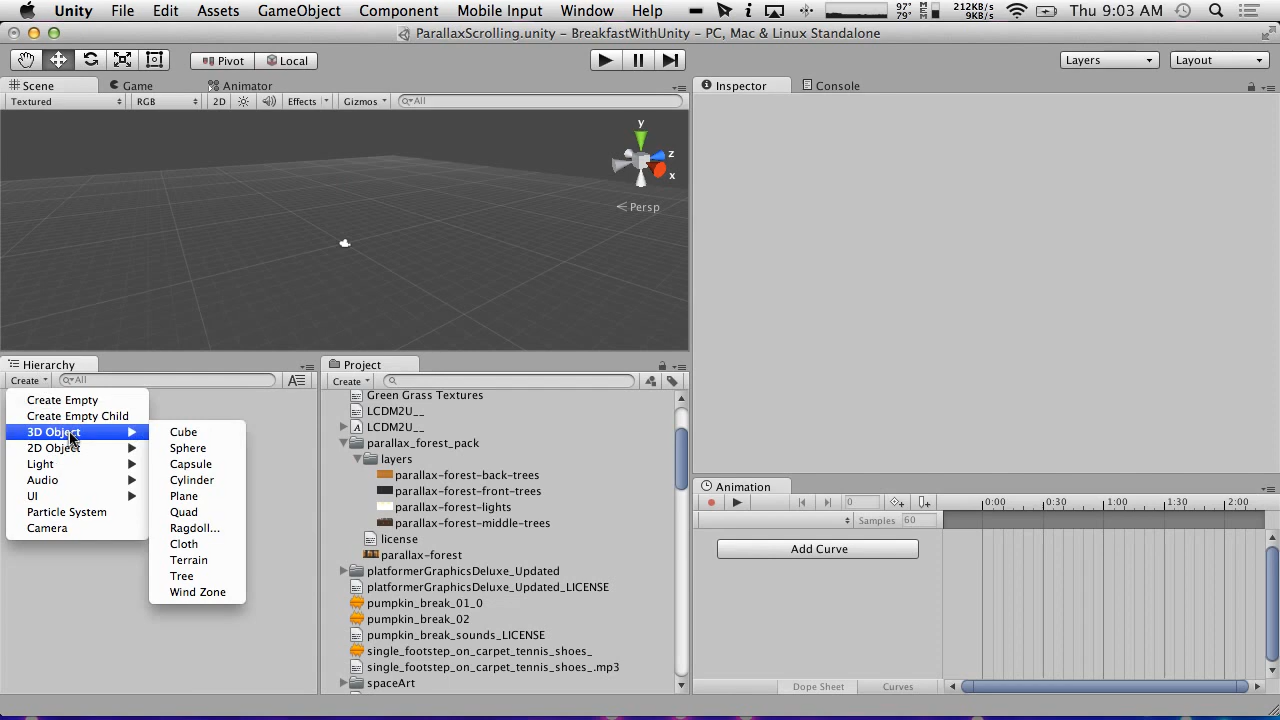 Unity File Edit Assets GameObject Component Mobile Input Window Help 97° 79° MEM 212KB/s 9KB/s Thu 9:03 AM
ParallaxScrolling.unity - BreakfastWithUnity - PC, Mac & Linux Standalone
Pivot Local Layers Layout
Scene Game Animator Inspector Console
Textured RGB 2D Effects Gizmos All
y
z
x
Persp
Hierarchy Project
Create All Create
Create Empty
Create Empty Child
3D Object
2D Object
Light
Audio
UI
Particle System
Camera
Cube
Sphere
Capsule
Cylinder
Plane
Quad
Ragdoll...
Cloth
Terrain
Tree
Wind Zone
Green Grass Textures
LCDM2U__
LCDM2U__
parallax_forest_pack
layers
parallax-forest-back-trees
parallax-forest-front-trees
parallax-forest-lights
parallax-forest-middle-trees
license
parallax-forest
platformerGraphicsDeluxe_Updated
platformerGraphicsDeluxe_Updated_LICENSE
pumpkin_break_01_0
pumpkin_break_02
pumpkin_break_sounds_LICENSE
single_footstep_on_carpet_tennis_shoes_
single_footstep_on_carpet_tennis_shoes_.mp3
spaceArt
Animation
0 0:00 0:30 1:00 1:30 2:00
Samples 60
Add Curve
Dope Sheet Curves